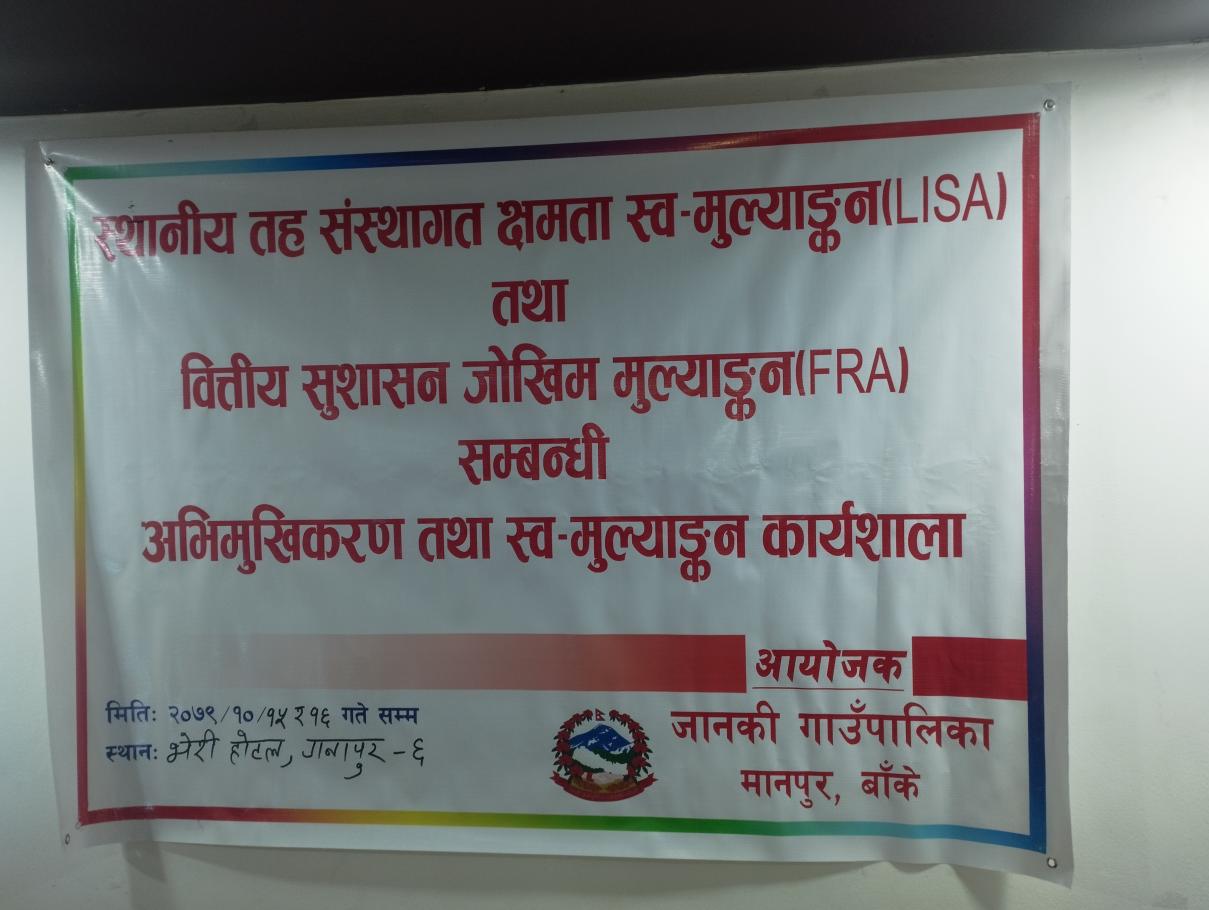 स्थानीय तह संस्थागत क्षमता स्व-मुल्याङ्कन(LISA)
तथा
वित्तीय सुशासन जोखिम मुल्याङ्कन(FRA)
सम्बन्धी
अभिमुखिकरण तथा स्व-मुल्याङ्कन कार्यशाला
आयोजक
जानकी गाउँपालिका
मानपुर, बाँके
मितिः २०७९/१०/१५ र १६ गते सम्म
स्थानः भेरी होटल, - ६